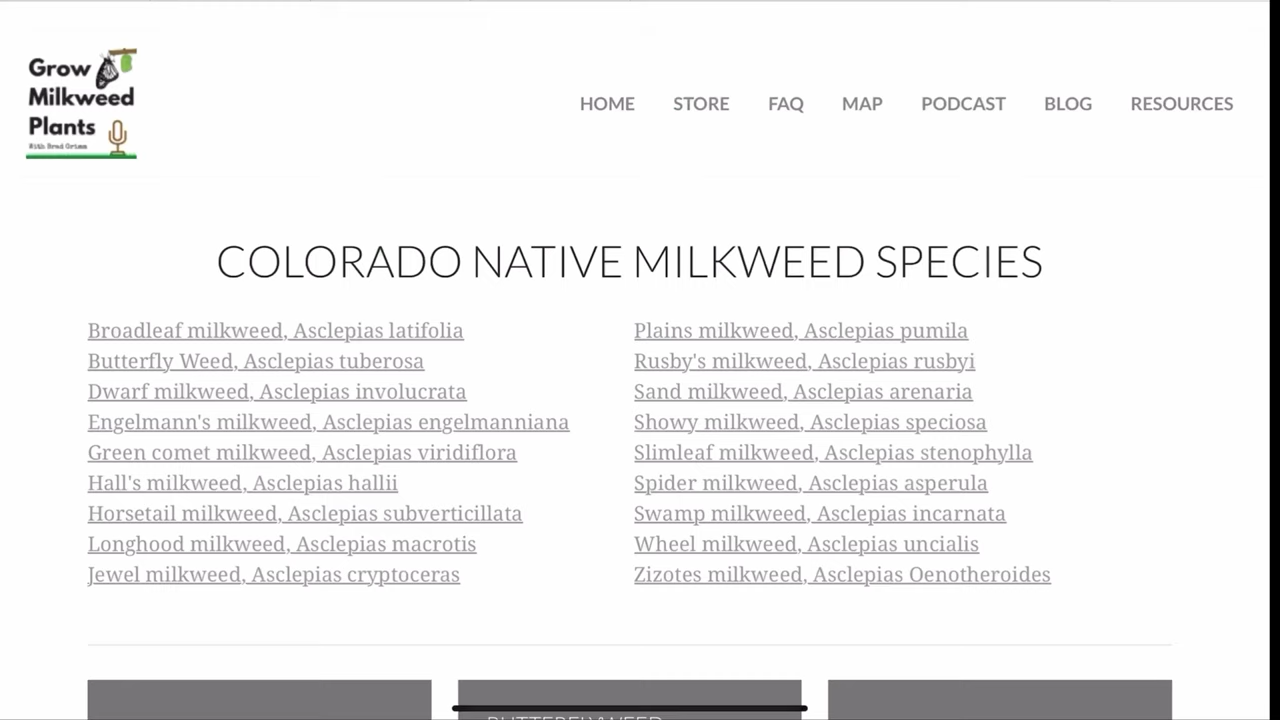 Grow
Milkweed
Plants
With Brad Grimm
HOME STORE FAQ MAP PODCAST BLOG RESOURCES
COLORADO NATIVE MILKWEED SPECIES
Broadleaf milkweed, Asclepias latifolia
Butterfly Weed, Asclepias tuberosa
Dwarf milkweed, Asclepias involucrata
Engelmann's milkweed, Asclepias engelmanniana
Green comet milkweed, Asclepias viridiflora
Hall's milkweed, Asclepias hallii
Horsetail milkweed, Asclepias subverticillata
Longhood milkweed, Asclepias macrotis
Jewel milkweed, Asclepias cryptoceras
Plains milkweed, Asclepias pumila
Rusby's milkweed, Asclepias rusbyi
Sand milkweed, Asclepias arenaria
Showy milkweed, Asclepias speciosa
Slimleaf milkweed, Asclepias stenophylla
Spider milkweed, Asclepias asperula
Swamp milkweed, Asclepias incarnata
Wheel milkweed, Asclepias uncialis
Zizotes milkweed, Asclepias Oenotheroides